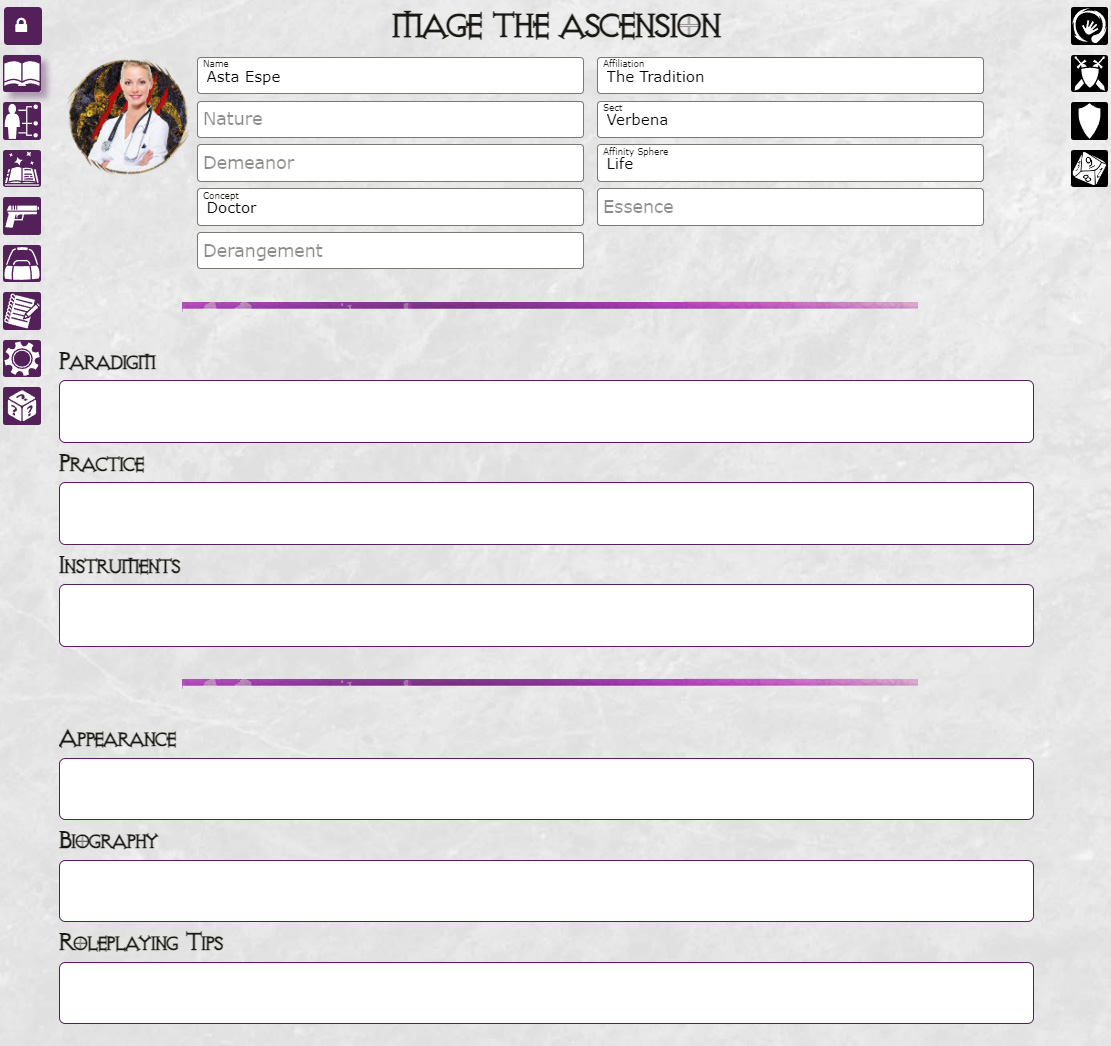 MAGE THE ASCENSION
Name
Asta Espe
Affiliation
The Tradition
Nature
Sect
Verbena
Demeanor
Affinity Sphere
Life
Concept
Doctor
Essence
Derangement
PARADIGM
PRACTICE
INSTRUMENTS
APPEARANCE
BIOGRAPHY
ROLEPLAYING TIPS